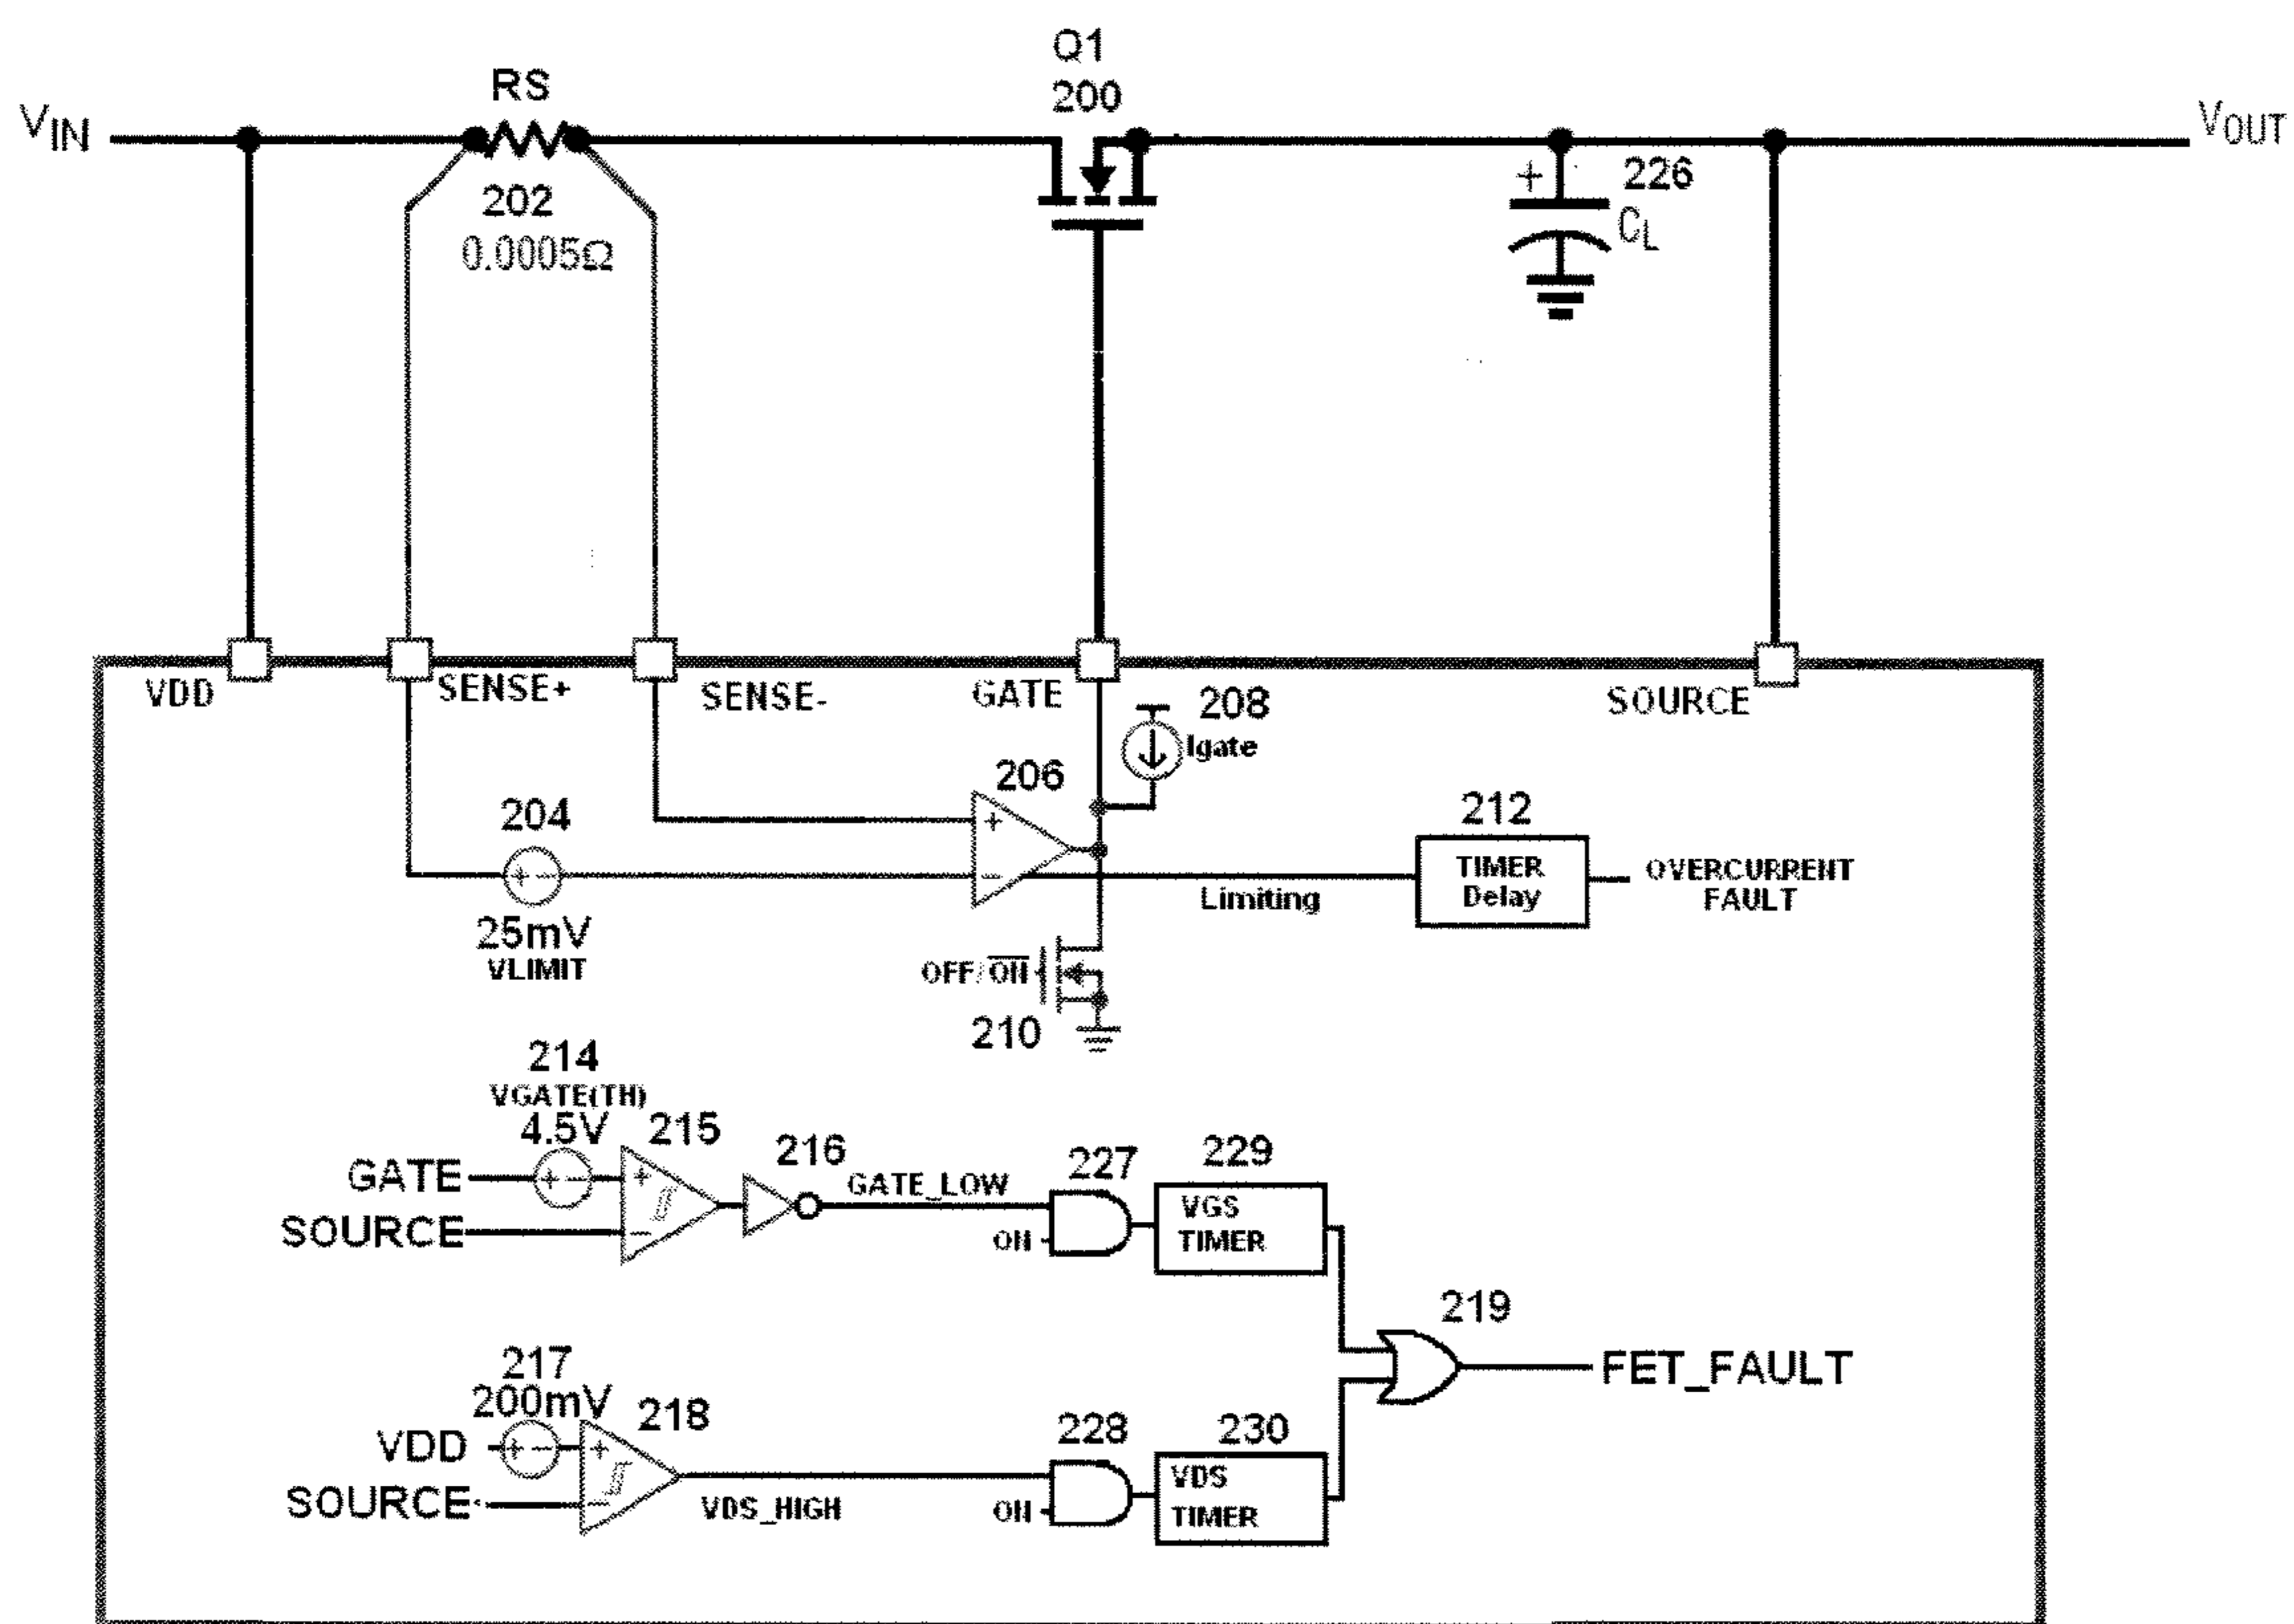 Q1
200
RS
VIN
VOUT
202
0.0005Ω
+
226
CL
VDD
SENSE+
SENSE-
GATE
SOURCE
208
Igate
206
204
+
-
+
-
25mV
VLIMIT
212
TIMER
Delay
OVERCURRENT
FAULT
Limiting
OFF/ON
210
214
VGATE(TH)
4.5V
215
216
GATE
+
-
+
GATE_LOW
SOURCE
-
227
ON
229
VGS
TIMER
219
FET_FAULT
217
200mV
218
VDD
+
-
+
SOURCE
-
VDS_HIGH
228
ON
230
VDS
TIMER